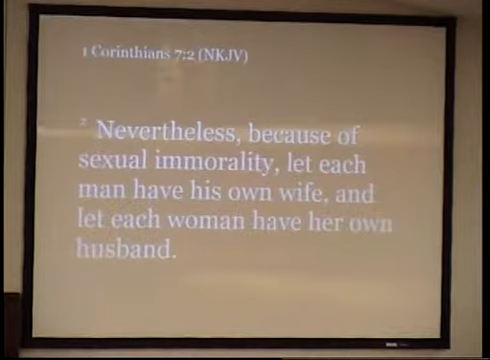 1 Corinthians 7:2 (NKJV)
2 Nevertheless, because of
sexual immorality, let each
man have his own wife, and
let each woman have her own
husband.